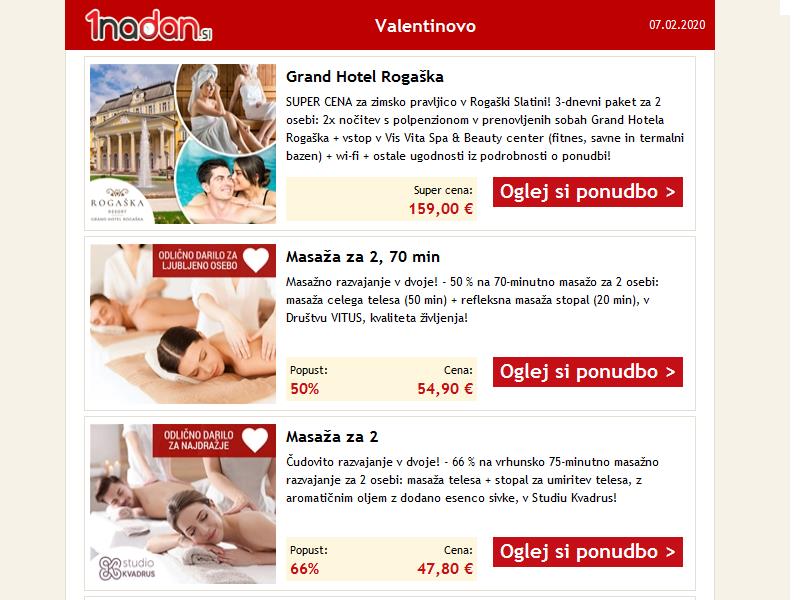 1nadan.si
Valentinovo
07.02.2020
ROGAŠKA
RESORT
GRAND HOTEL ROGAŠKA
Grand Hotel Rogaška
SUPER CENA za zimsko pravljico v Rogaški Slatini! 3-dnevni paket za 2
osebi: 2x nočitev s polpenzionom v prenovljenih sobah Grand Hotela
Rogaška + vstop v Vis Vita Spa & Beauty center (fitnes, savne in termalni
bazen) + wi-fi + ostale ugodnosti iz podrobnosti o ponudbi!
Super cena:
159,00 €
Oglej si ponudbo >
ODLIČNO DARILO ZA
LJUBLJENO OSEBO
Masaža za 2, 70 min
Masažno razvajanje v dvoje! - 50 % na 70-minutno masažo za 2 osebi:
masaža celega telesa (50 min) + refleksna masaža stopal (20 min), v
Društvu VITUS, kvaliteta življenja!
Popust:
Cena:
50%
54,90 €
Oglej si ponudbo >
ODLIČNO DARILO
ZA NAJDRAŽJE
studio
KVADRUS
Masaža za 2
Čudovito razvajanje v dvoje! - 66 % na vrhunsko 75-minutno masažno
razvajanje za 2 osebi: masaža telesa + stopal za umiritev telesa, z
aromatičnim oljem z dodano esenco sivke, v Studiu Kvadrus!
Popust:
Cena:
66%
47,80 €
Oglej si ponudbo >